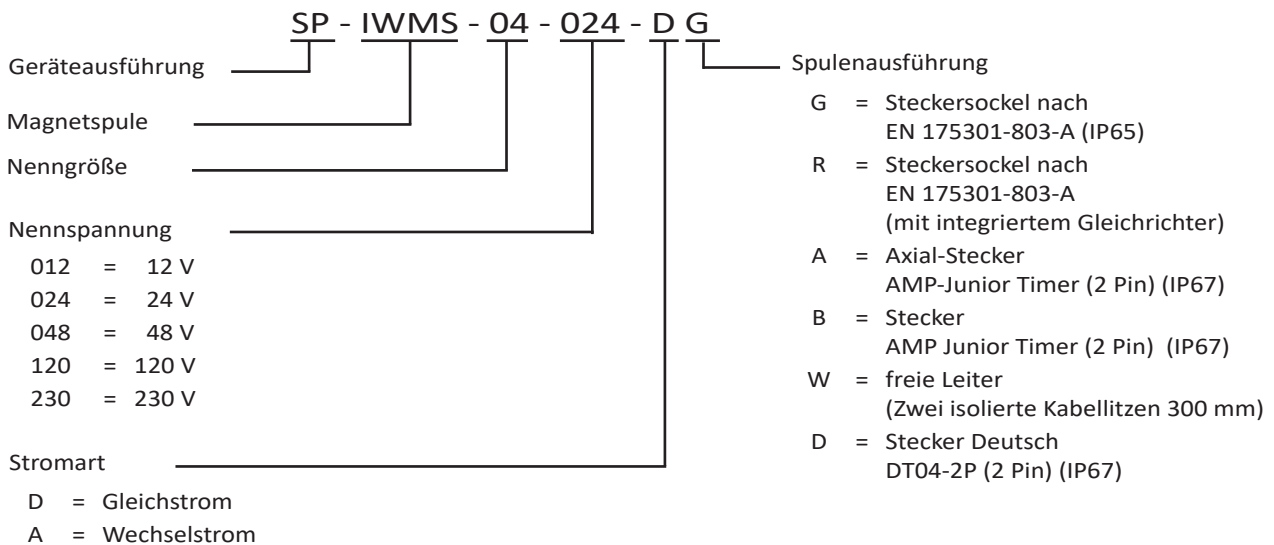 SP - IWMS - 04 - 024 - D G
Geräteausführung
Magnetspule
Nenngröße
Nennspannung
012 = 12 V
024 = 24 V
048 = 48 V
120 = 120 V
230 = 230 V
Stromart
D = Gleichstrom
A = Wechselstrom
Spulenausführung
G = Steckersockel nach
EN 175301-803-A (IP65)
R = Steckersockel nach
EN 175301-803-A
(mit integriertem Gleichrichter)
A = Axial-Stecker
AMP-Junior Timer (2 Pin) (IP67)
B = Stecker
AMP Junior Timer (2 Pin) (IP67)
W = freie Leiter
(Zwei isolierte Kabellitzen 300 mm)
D = Stecker Deutsch
DT04-2P (2 Pin) (IP67)